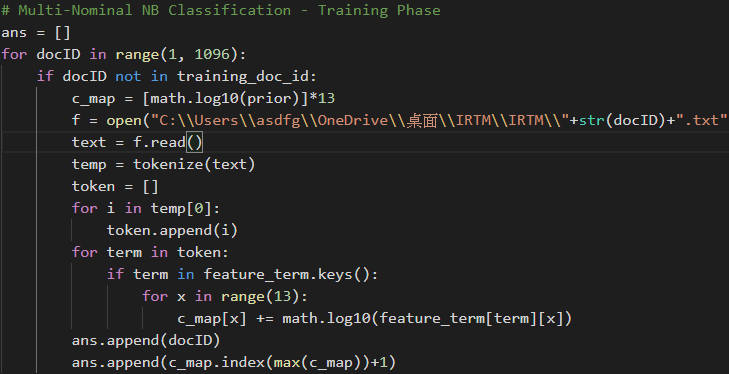 # Multi-Nominal NB Classification - Training Phase
ans = []
for docID in range(1, 1096):
    if docID not in training_doc_id:
        c_map = [math.log10(prior)]*13
        f = open("C:\\Users\\asdfg\\OneDrive\\桌面\\IRTM\\IRTM\\"+str(docID)+".txt"
        text = f.read()
        temp = tokenize(text)
        token = []
        for i in temp[0]:
            token.append(i)
        for term in token:
            if term in feature_term.keys():
                for x in range(13):
                    c_map[x] += math.log10(feature_term[term][x])
        ans.append(docID)
        ans.append(c_map.index(max(c_map))+1)